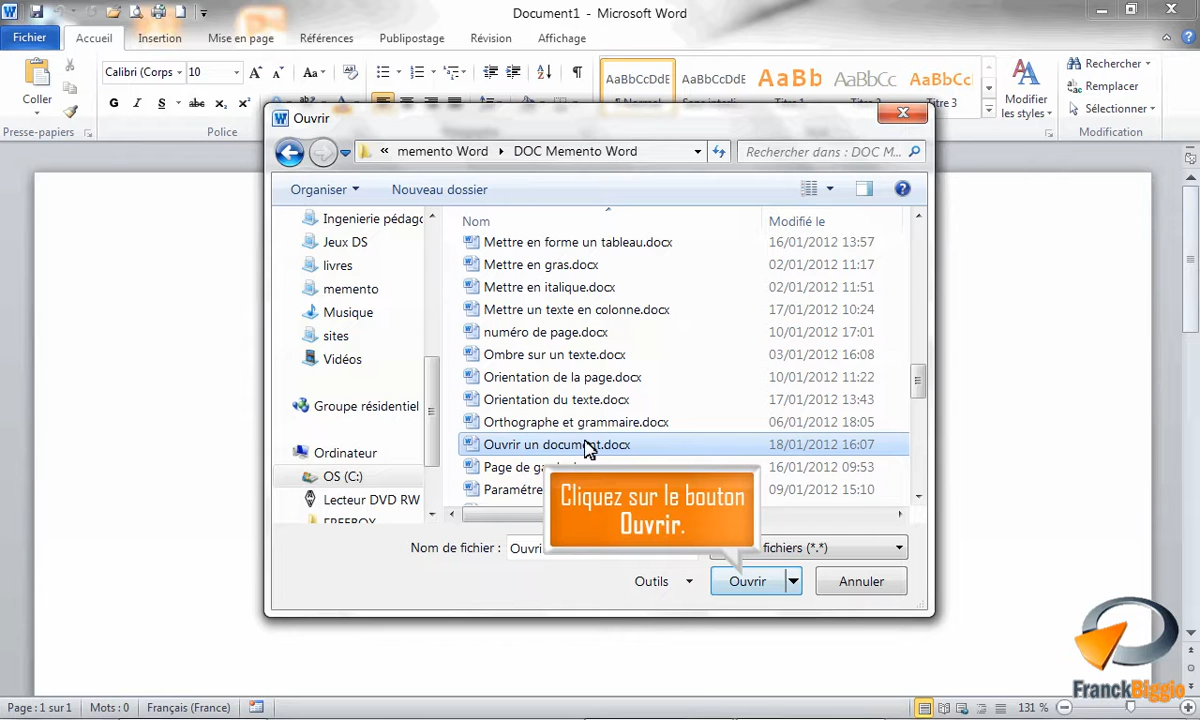 Document1 - Microsoft Word
Fichier Accueil Insertion Mise en page Références Publipostage Révision Affichage
Coller
Calibri (Corps 10
G I S abc x₂ x²
Aa
AaBbCcDdE AaBbCcDdE AaBb AaBbCc AaBbCc
Titre 3
Modifier les styles
Rechercher
Remplacer
Sélectionner
Presse-papiers Police Modification
Ouvrir
« memento Word DOC Memento Word
Rechercher dans : DOC M...
Organiser Nouveau dossier
Nom Modifié le
Ingenierie pédago
Jeux DS
livres
memento
Musique
sites
Vidéos
Groupe résidentiel
Ordinateur
OS (C:)
Lecteur DVD RW
FREEBOX
Mettre en forme un tableau.docx 16/01/2012 13:57
Mettre en gras.docx 02/01/2012 11:17
Mettre en italique.docx 02/01/2012 11:51
Mettre un texte en colonne.docx 17/01/2012 10:24
numéro de page.docx 10/01/2012 17:01
Ombre sur un texte.docx 03/01/2012 16:08
Orientation de la page.docx 10/01/2012 11:22
Orientation du texte.docx 17/01/2012 13:43
Orthographe et grammaire.docx 06/01/2012 18:05
Ouvrir un document.docx 18/01/2012 16:07
Page de 16/01/2012 09:53
Paramétre 09/01/2012 15:10
Cliquez sur le bouton
Ouvrir.
Nom de fichier : Ouvri fichiers (*.*)
Outils Ouvrir Annuler
FranckBiggio
Page : 1 sur 1 Mots : 0 Français (France) 131 %